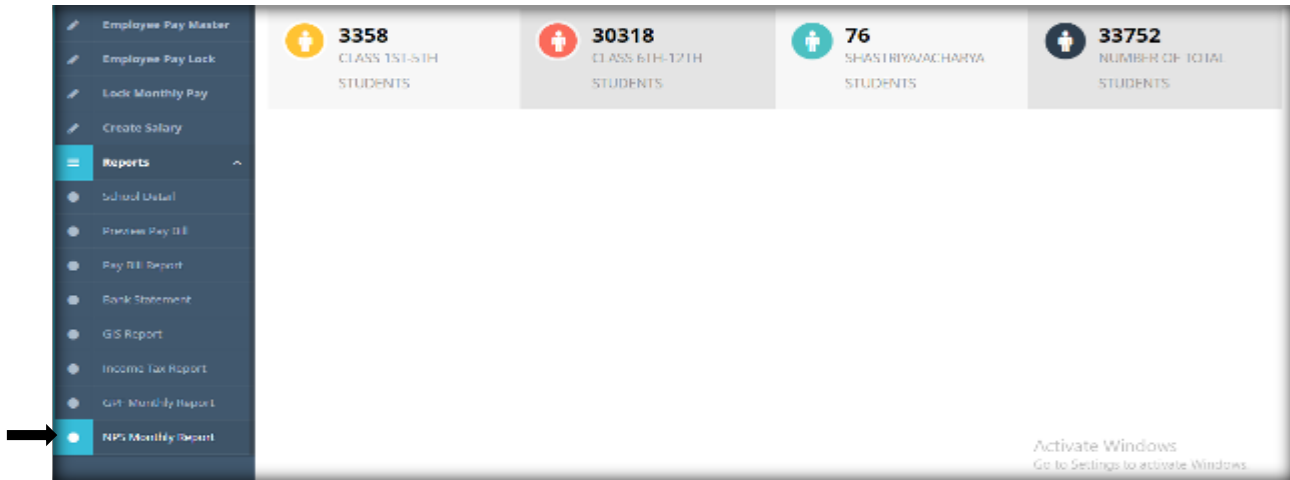 Employee Pay Master
Employee Pay Lock
Lock Monthly Pay
Create Salary
Reports
School Detail
Preview Pay Bill
Pay Bill Report
Bank Statement
GIS Report
Income Tax Report
GPF Monthly Report
NPS Monthly Report
3358
CLASS 1ST-5TH
STUDENTS
30318
CLASS 6TH-12TH
STUDENTS
76
SHASTRIYA/ACHARYA
STUDENTS
33752
NUMBER OF TOTAL
STUDENTS
Activate Windows
Go to Settings to activate Windows.